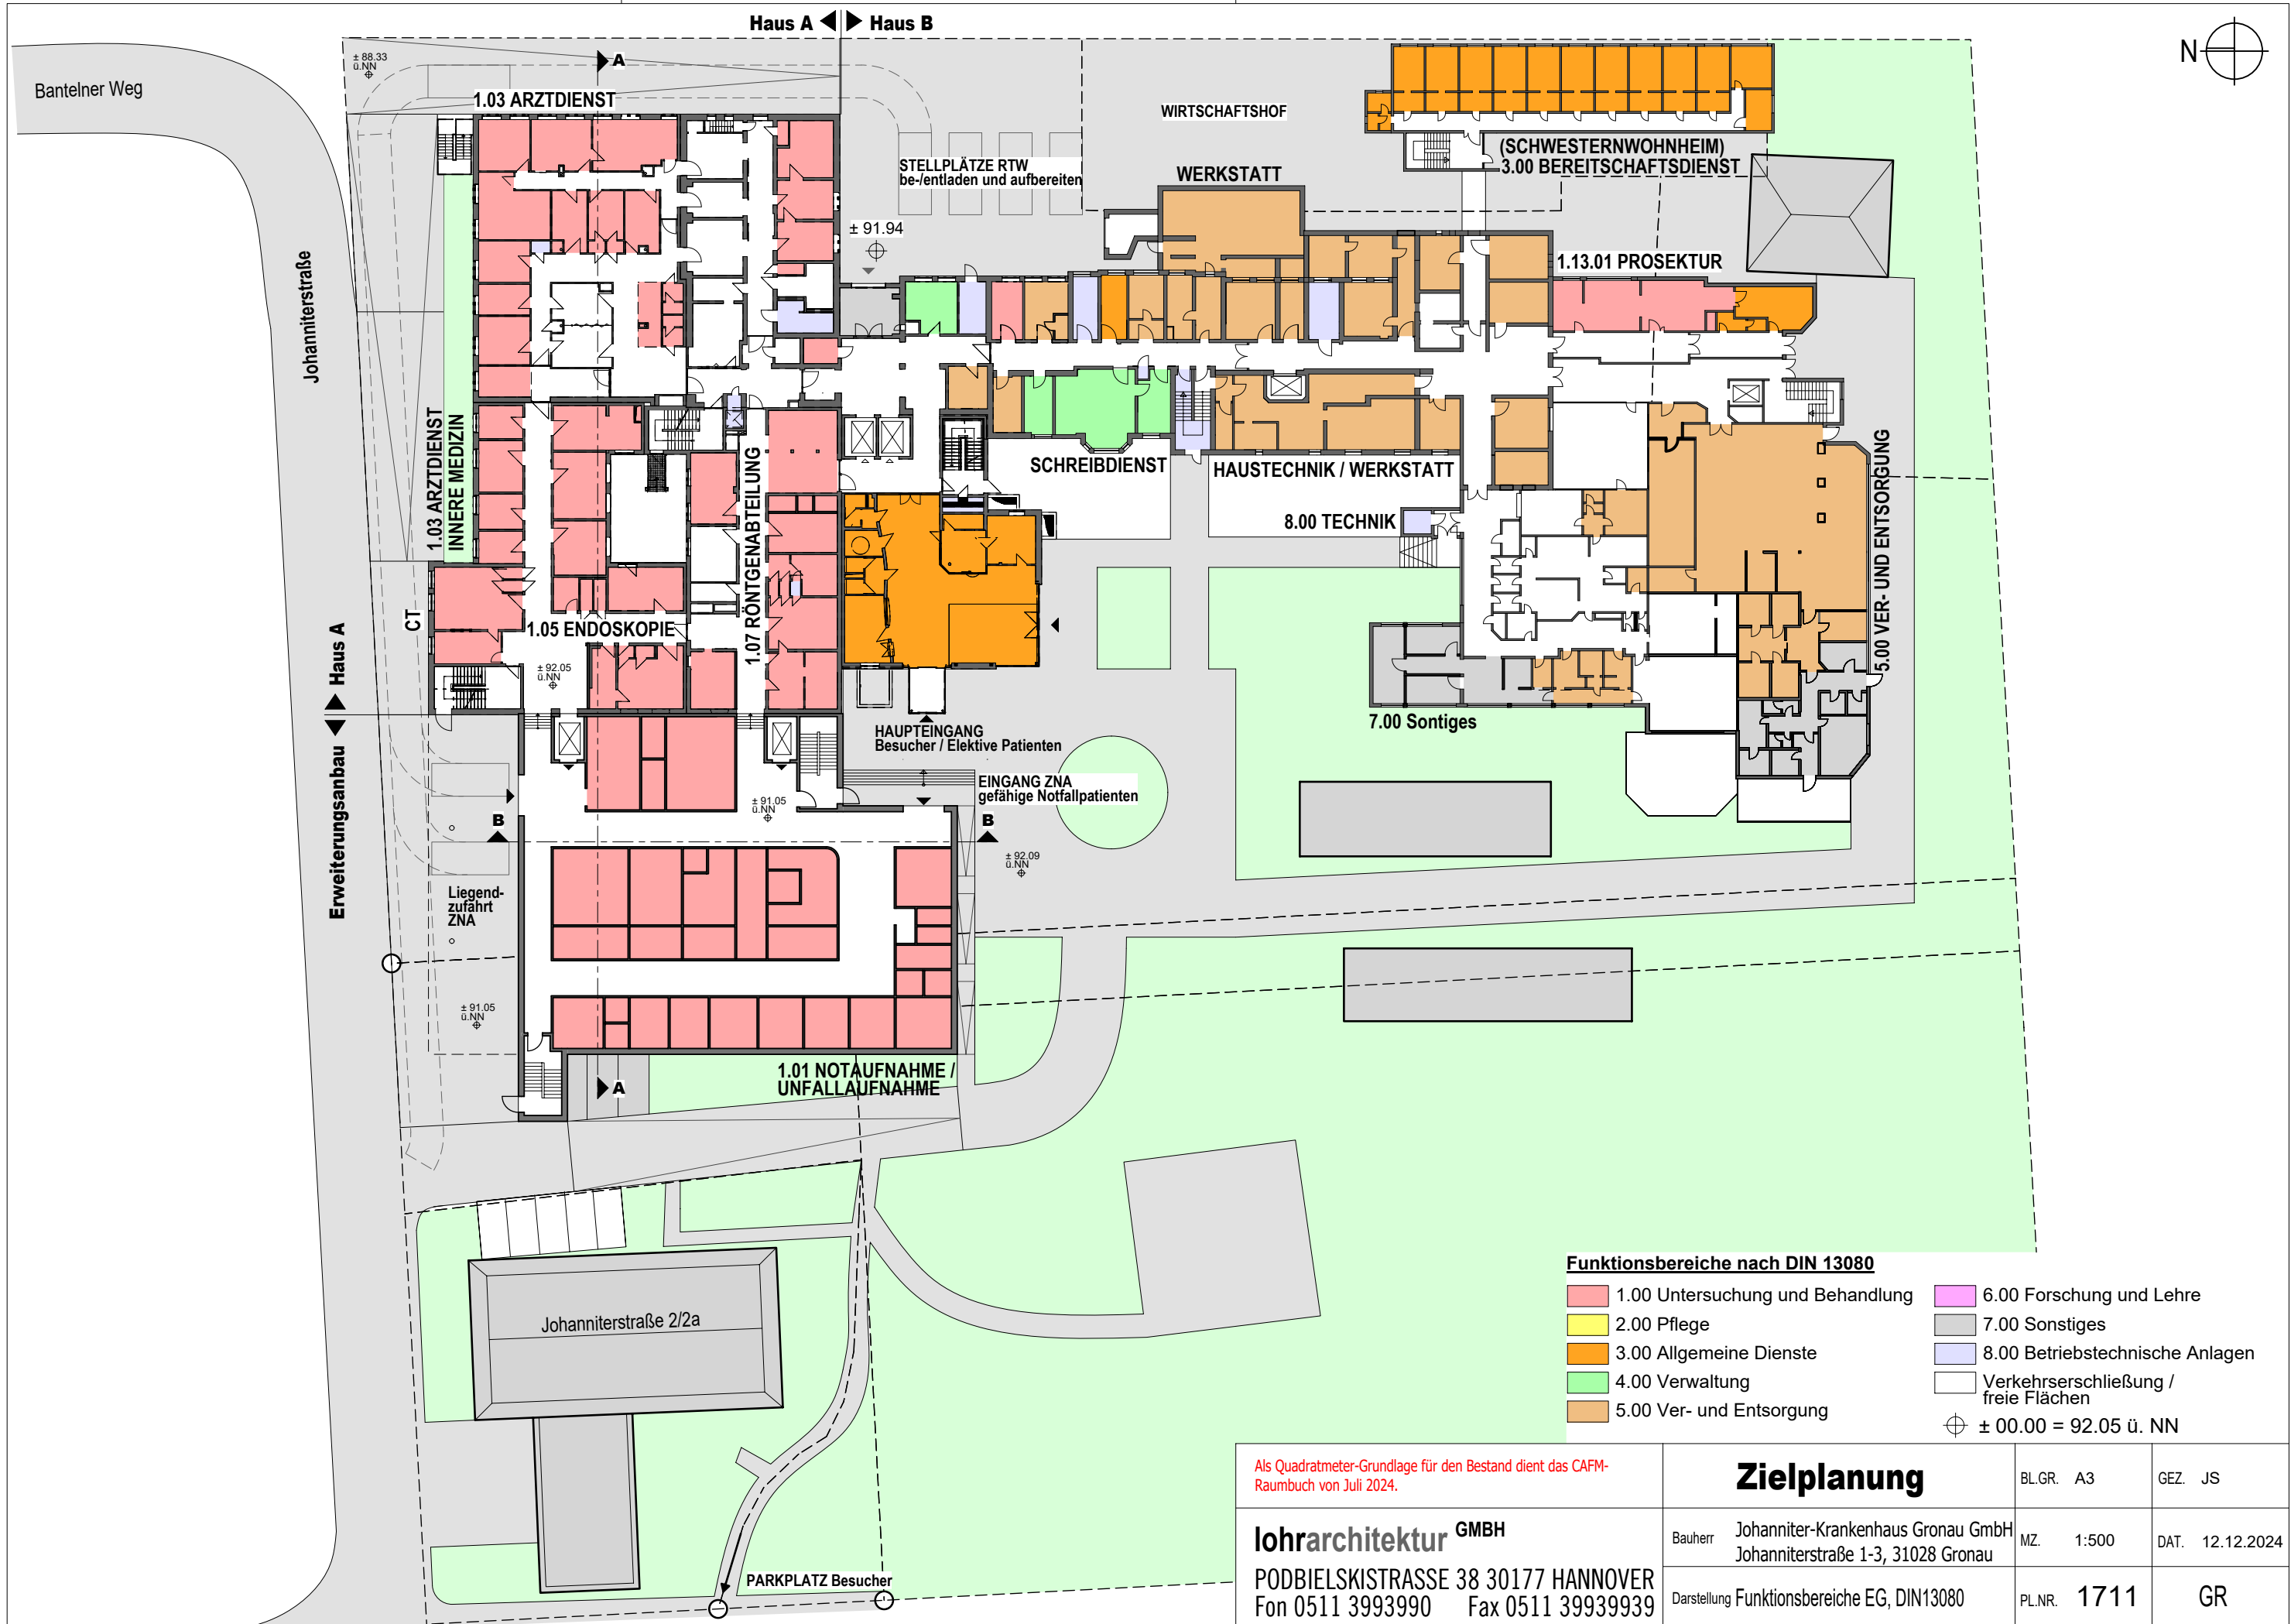 Haus A
Haus B
N
± 88.33
ü.NN
A
Bantelner Weg
1.03 ARZTDIENST
WIRTSCHAFTSHOF
STELLPLÄTZE RTW
be-/entladen und aufbereiten
WERKSTATT
(SCHWESTERNWOHNHEIM)
3.00 BEREITSCHAFTSDIENST
± 91.94
1.13.01 PROSEKTUR
Johanniterstraße
1.03 ARZTDIENST
INNERE MEDIZIN
1.07 RÖNTGENABTEILUNG
SCHREIBDIENST
HAUSTECHNIK / WERKSTATT
8.00 TECHNIK
5.00 VER- UND ENTSORGUNG
CT
1.05 ENDOSKOPIE
± 92.05
ü.NN
Haus A
Erweiterungsanbau
7.00 Sontiges
HAUPTEINGANG
Besucher / Elektive Patienten
EINGANG ZNA
gefähige Notfallpatienten
± 91.05
ü.NN
B
B
± 92.09
ü.NN
Liegend-
zufahrt
ZNA
± 91.05
ü.NN
1.01 NOTAUFNAHME /
UNFALLAUFNAHME
A
Johanniterstraße 2/2a
PARKPLATZ Besucher
Funktionsbereiche nach DIN 13080
1.00 Untersuchung und Behandlung
2.00 Pflege
3.00 Allgemeine Dienste
4.00 Verwaltung
5.00 Ver- und Entsorgung
6.00 Forschung und Lehre
7.00 Sonstiges
8.00 Betriebstechnische Anlagen
Verkehrserschließung /
freie Flächen
± 00.00 = 92.05 ü. NN
Als Quadratmeter-Grundlage für den Bestand dient das CAFM-
Raumbuch von Juli 2024.
lohrarchitektur GMBH
PODBIELSKISTRASSE 38 30177 HANNOVER
Fon 0511 3993990 Fax 0511 39939939
Zielplanung
BL.GR. A3
GEZ. JS
Bauherr Johanniter-Krankenhaus Gronau GmbH
Johanniterstraße 1-3, 31028 Gronau
MZ. 1:500
DAT. 12.12.2024
Darstellung Funktionsbereiche EG, DIN13080
PL.NR. 1711
GR